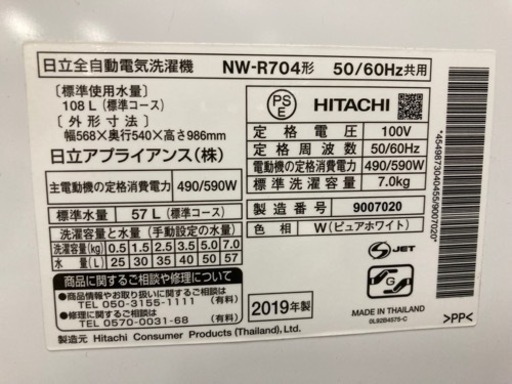 日立全自動電気洗濯機 NW-R704形 50/60Hz共用
〔標準使用水量〕
108L(標準コース)
〔外形寸法〕
幅568×奥行540×高さ986mm
日立アプライアンス(株)
主電動機の定格消費電力 490/590W
標準水量 57L(標準コース)
洗濯容量と水量(手動設定の水量)
洗濯容量(kg) 0.5 1.5 2.5 3.5 5.0 7.0
水量(L) 25 30 35 40 50 57
商品に関するご相談や修理について
商品情報やお取り扱いに関するご相談
TEL 050-3155-1111 (有料)
修理に関するご相談
TEL 0570-0031-68 (有料)
製造元 Hitachi Consumer Products (Thailand), Ltd.
PS
E
HITACHI
定格電圧 100V
定格周波数 50/60Hz
電動機の定格消費電力 490/590W
標準洗濯容量 7.0kg
製造番号 9007020
色相 W(ピュアホワイト)
S-JET
2019年製
G
MADE IN THAILAND
0L92B4575-C
>PP<